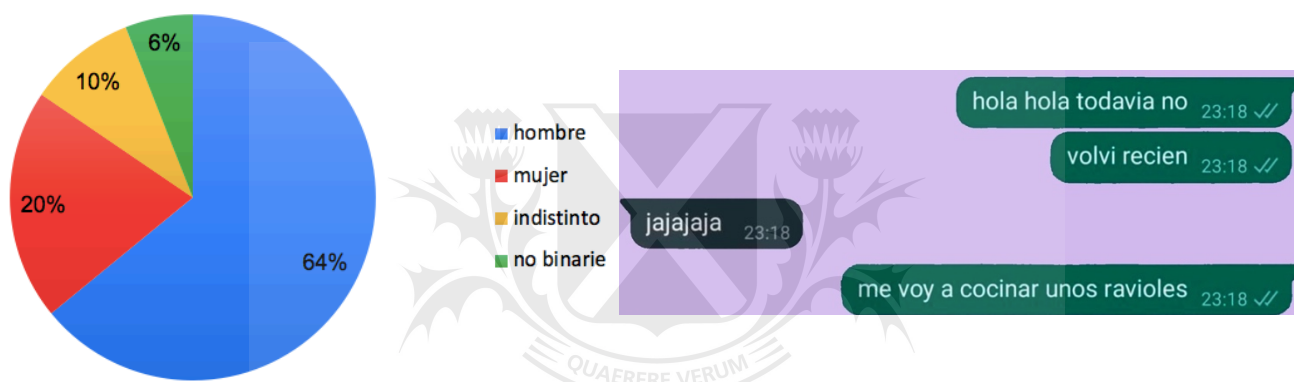 6%
10%
20%
64%
hombre
mujer
indistinto
no binarie
hola hola todavia no 23:18
volvi recien 23:18
jajajaja 23:18
me voy a cocinar unos ravioles 23:18
QUAERERE VERUM